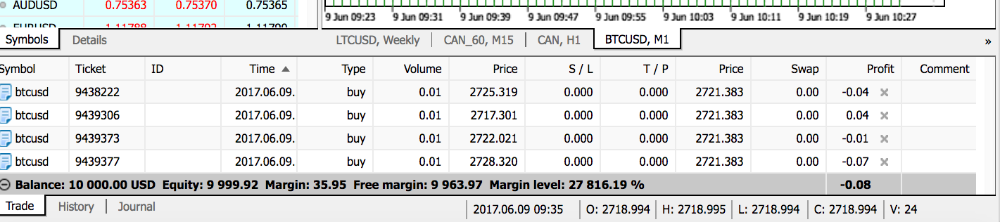 AUDUSD 0.75363 0.75370 0.75365
9 Jun 09:23 9 Jun 09:31 9 Jun 09:39 9 Jun 09:47 9 Jun 09:55 9 Jun 10:03 9 Jun 10:11 9 Jun 10:19 9 Jun 10:27
EURUSD 1.11788 1.11792 1.11790
Symbols Details LTCUSD, Weekly | CAN_60, M15 | CAN, H1 BTCUSD, M1 »
Symbol Ticket ID Time ▲ Type Volume Price S / L T / P Price Swap Profit Comment
btcusd 9438222 2017.06.09. buy 0.01 2725.319 0.000 0.000 2721.383 0.00 -0.04
btcusd 9439306 2017.06.09. buy 0.01 2717.301 0.000 0.000 2721.383 0.00 0.04
btcusd 9439373 2017.06.09. buy 0.01 2722.021 0.000 0.000 2721.383 0.00 -0.01
btcusd 9439377 2017.06.09. buy 0.01 2728.320 0.000 0.000 2721.383 0.00 -0.07
Balance: 10 000.00 USD Equity: 9 999.92 Margin: 35.95 Free margin: 9 963.97 Margin level: 27 816.19 % -0.08
Trade History | Journal | 2017.06.09 09:35 | O: 2718.994 | H: 2718.995 | L: 2718.994 | C: 2718.994 | V: 24